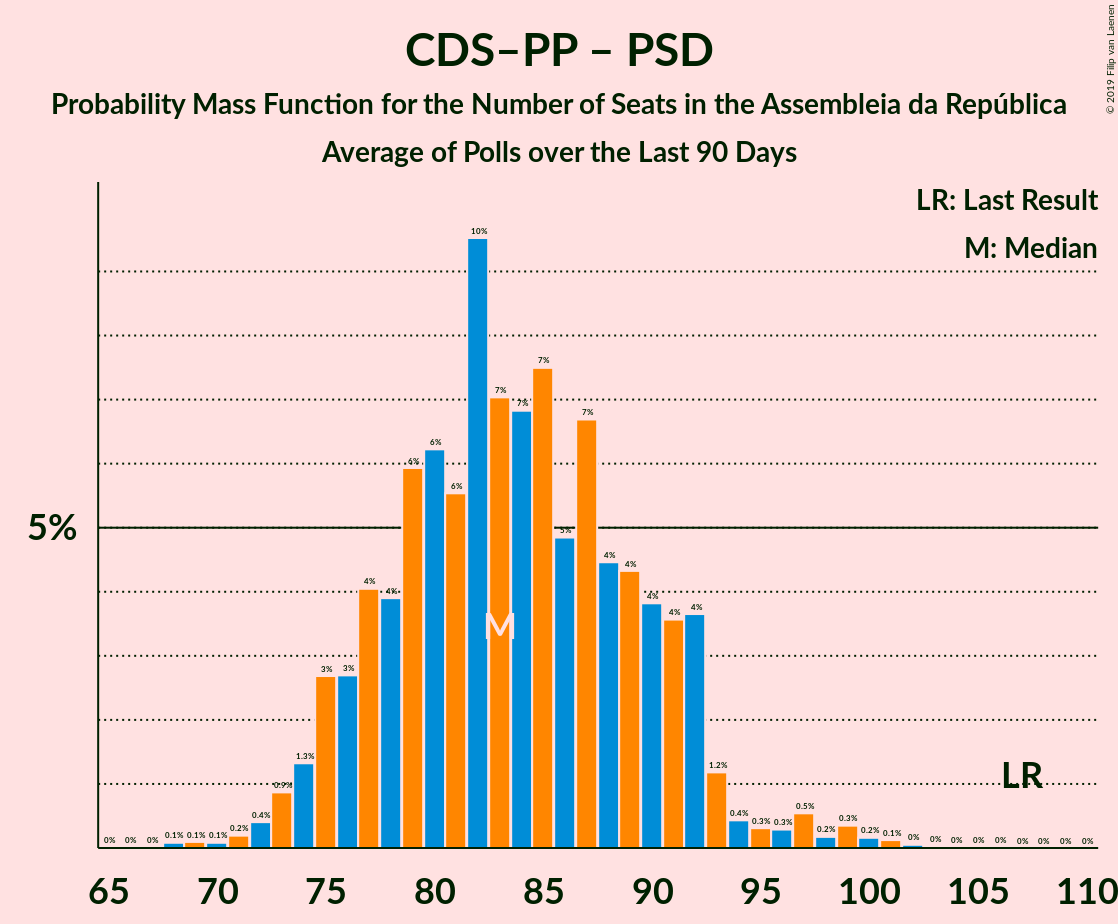 CDS–PP – PSD
Probability Mass Function for the Number of Seats in the Assembleia da República
Average of Polls over the Last 90 Days
© 2019 Filip van Laenen
LR: Last Result
M: Median
5%
0% 0% 0% 0.1% 0.1% 0.1% 0.2% 0.4% 0.9% 1.3% 3% 3% 4% 4% 6% 6% 6% 10% 7% 7% 7% 5% 7% 4% 4% 4% 4% 4% 1.2% 0.4% 0.3% 0.3% 0.5% 0.2% 0.3% 0.2% 0.1% 0% 0% 0% 0% 0% 0% 0% 0% 0%
M
LR
65 70 75 80 85 90 95 100 105 110